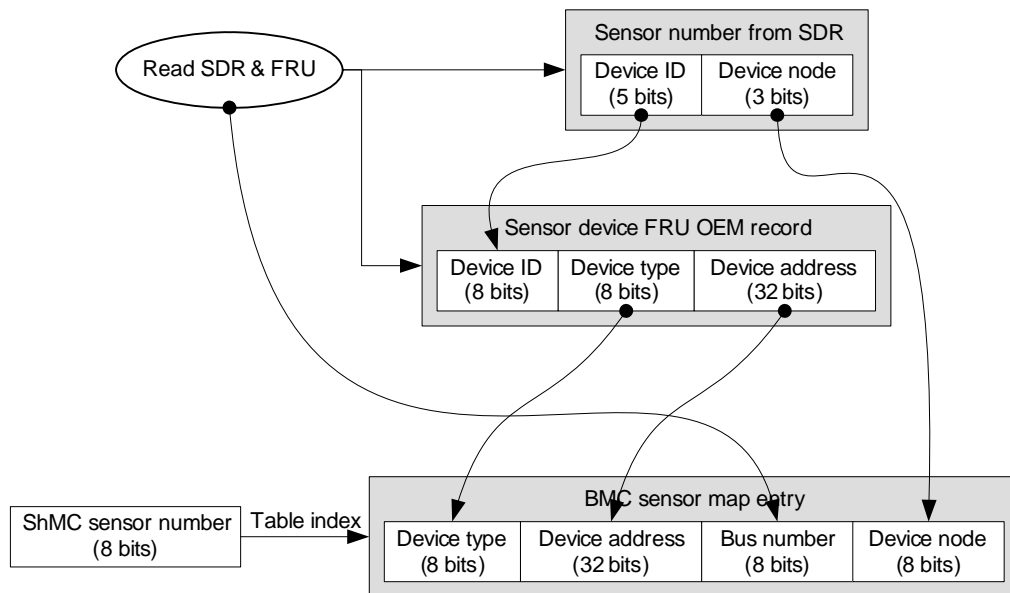 Sensor number from SDR
Read SDR & FRU
Device ID
(5 bits)
Device node
(3 bits)
Sensor device FRU OEM record
Device ID
(8 bits)
Device type
(8 bits)
Device address
(32 bits)
BMC sensor map entry
ShMC sensor number
(8 bits)
Table index
Device type
(8 bits)
Device address
(32 bits)
Bus number
(8 bits)
Device node
(8 bits)